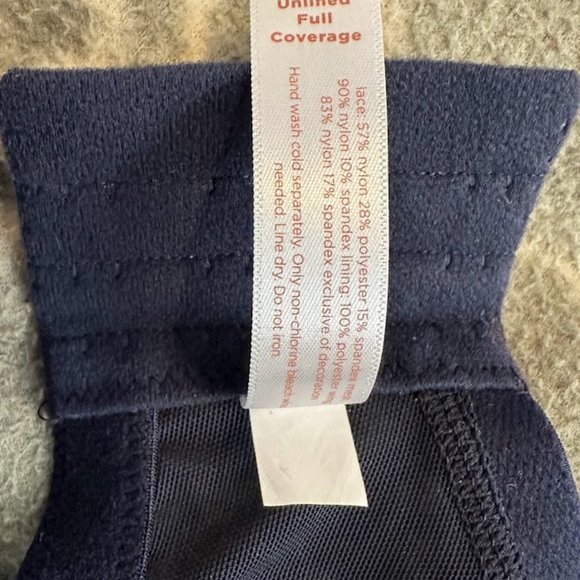 Unlined
Full
Coverage
lace: 57% nylon 28% polyester 15% spandex
90% nylon 10% spandex lining: 100% polyester
83% nylon 17% spandex exclusive of decoration
Hand wash cold separately. Only non-chlorine bleach
needed. Line dry. Do not iron